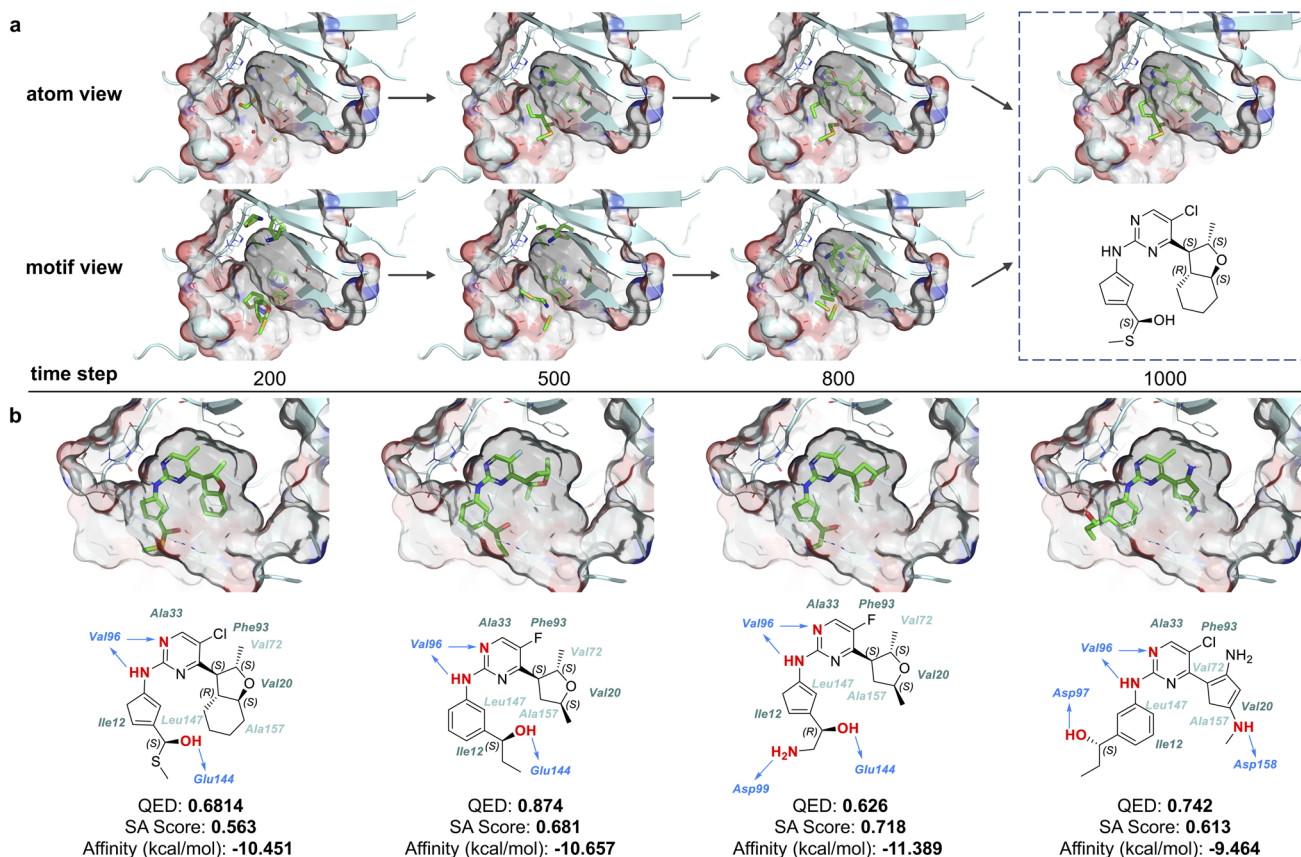 a
atom view
motif view
Cl
N
N
(S)
(S)
HN
O
(R)
(S)
(S)
OH
S
time step
200
500
800
1000
b
Ala33
Phe93
Val96
N
Cl
Val72
HN
N
(S)
(S)
O
Val20
(R)
(S)
Ile12
Leu147
Ala157
(S)
OH
S
Glu144
QED: 0.6814
SA Score: 0.563
Affinity (kcal/mol): -10.451
Ala33
Phe93
Val96
N
F
Val72
HN
N
(S)
(S)
O
Val20
Leu147
(S)
Ala157
Ile12
(S)
OH
Glu144
QED: 0.874
SA Score: 0.681
Affinity (kcal/mol): -10.657
Ala33
Phe93
Val96
N
F
Val72
HN
N
(S)
(S)
O
Val20
Leu147
(S)
Ala157
Ile12
(R)
OH
H2N
Glu144
Asp99
QED: 0.626
SA Score: 0.718
Affinity (kcal/mol): -11.389
Ala33
Phe93
Val96
N
Cl
Val72
NH2
HN
N
Asp97
Leu147
Val20
Ala157
HO
(S)
Ile12
NH
Asp158
QED: 0.742
SA Score: 0.613
Affinity (kcal/mol): -9.464